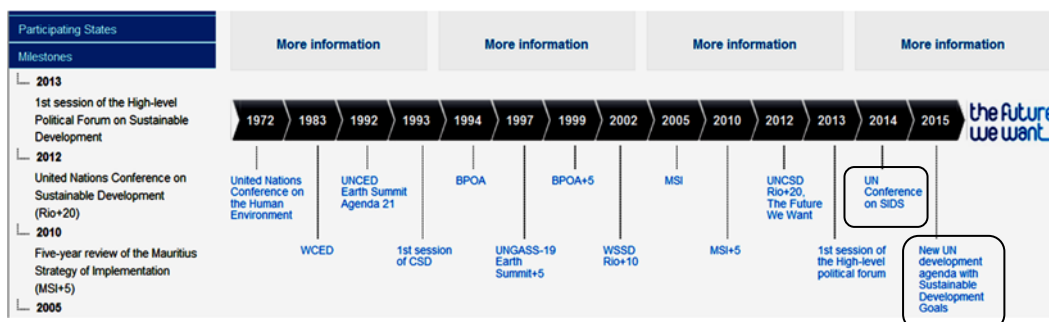 Participating States
Milestones
2013
1st session of the High-level
Political Forum on Sustainable
Development
2012
United Nations Conference on
Sustainable Development
(Rio+20)
2010
Five-year review of the Mauritius
Strategy of Implementation
(MSI+5)
2005
More information
More information
More information
More information
1972
1983
1992
1993
1994
1997
1999
2002
2005
2010
2012
2013
2014
2015
the future
we want
United Nations
Conference on
the Human
Environment
WCED
UNCED
Earth Summit
Agenda 21
1st session
of CSD
BPOA
UNGASS-19
Earth
Summit+5
BPOA+5
WSSD
Rio+10
MSI
MSI+5
UNCSD
Rio+20,
The Future
We Want
1st session of
the High-level
political forum
UN
Conference
on SIDS
New UN
development
agenda with
Sustainable
Development
Goals